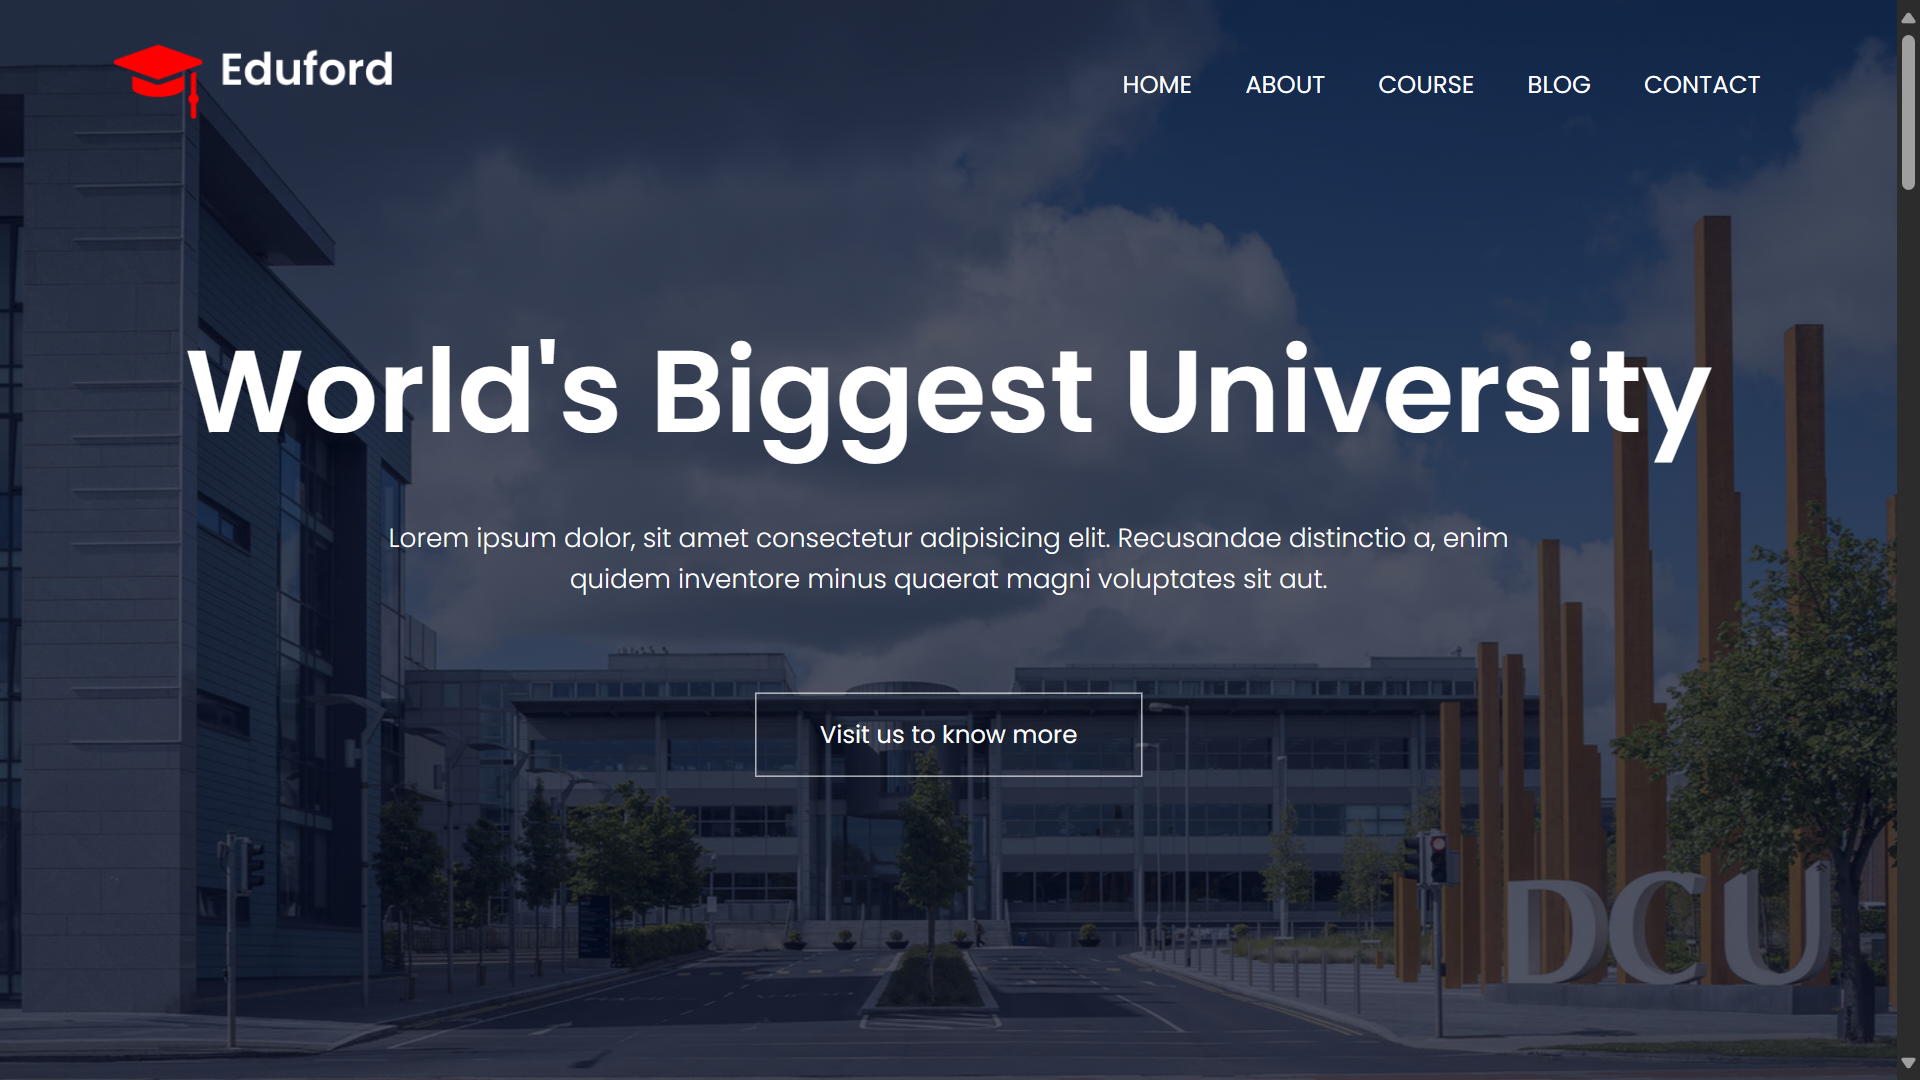 Eduford
HOME ABOUT COURSE BLOG CONTACT
World's Biggest University
Lorem ipsum dolor, sit amet consectetur adipisicing elit. Recusandae distinctio a, enim
quidem inventore minus quaerat magni voluptates sit aut.
Visit us to know more
DCU